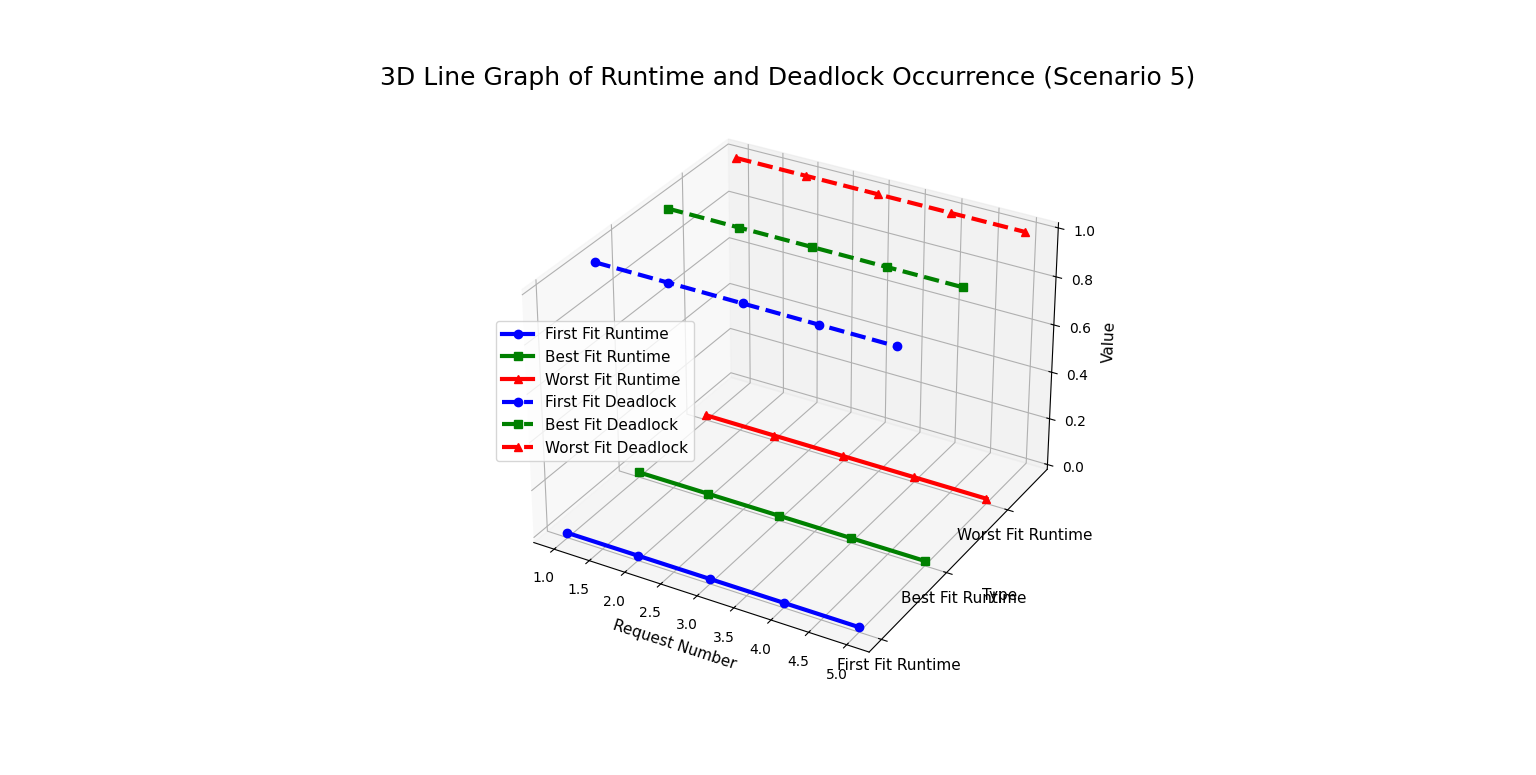 3D Line Graph of Runtime and Deadlock Occurrence (Scenario 5)
First Fit Runtime
Best Fit Runtime
Worst Fit Runtime
First Fit Deadlock
Best Fit Deadlock
Worst Fit Deadlock
1.0
0.8
0.6
0.4
0.2
0.0
Value
Worst Fit Runtime
Best Fit Runtime
Type
First Fit Runtime
1.0
1.5
2.0
2.5
3.0
3.5
4.0
4.5
5.0
Request Number